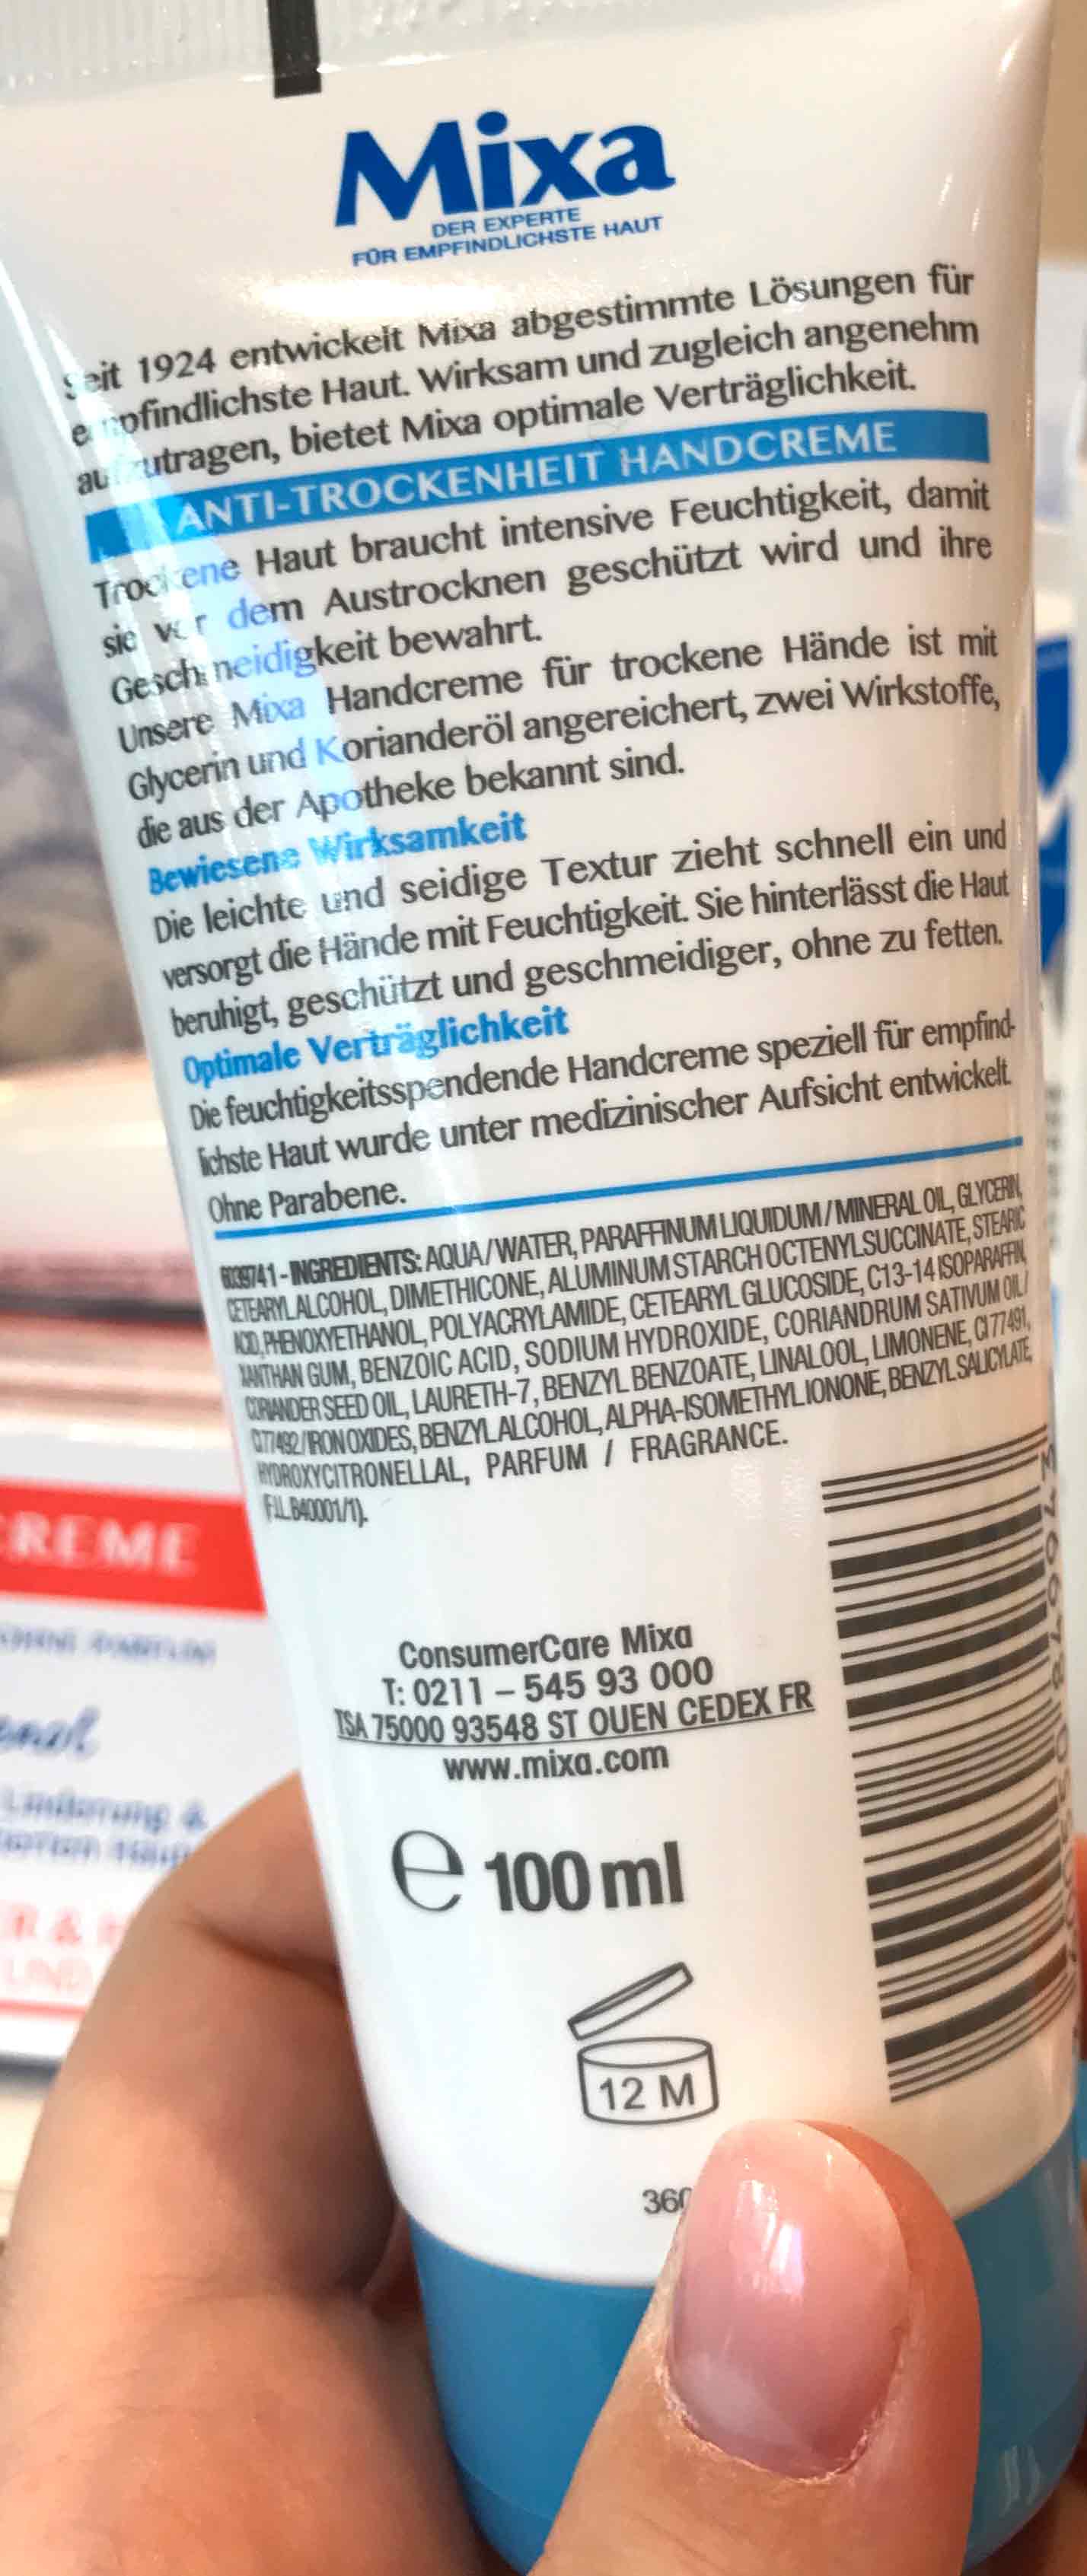 Mixa
DER EXPERTE
FÜR EMPFINDLICHSTE HAUT
Seit 1924 entwickelt Mixa abgestimmte Lösungen für
empfindlichste Haut. Wirksam und zugleich angenehm
aufzutragen, bietet Mixa optimale Verträglichkeit.
ANTI-TROCKENHEIT HANDCREME
Trockene Haut braucht intensive Feuchtigkeit, damit
sie vor dem Austrocknen geschützt wird und ihre
Geschmeidigkeit bewahrt.
Unsere Mixa Handcreme für trockene Hände ist mit
Glycerin und Korianderöl angereichert, zwei Wirkstoffe,
die aus der Apotheke bekannt sind.
Bewiesene Wirksamkeit
Die leichte und seidige Textur zieht schnell ein und
versorgt die Hände mit Feuchtigkeit. Sie hinterlässt die Haut
beruhigt, geschützt und geschmeidiger, ohne zu fetten.
Optimale Verträglichkeit
Die feuchtigkeitsspendende Handcreme speziell für empfind-
lichste Haut wurde unter medizinischer Aufsicht entwickelt.
Ohne Parabene.
6039741 - INGREDIENTS: AQUA / WATER, PARAFFINUM LIQUIDUM / MINERAL OIL, GLYCERIN,
CETEARYL ALCOHOL, DIMETHICONE, ALUMINUM STARCH OCTENYLSUCCINATE, STEARIC
ACID, PHENOXYETHANOL, POLYACRYLAMIDE, CETEARYL GLUCOSIDE, C13-14 ISOPARAFFIN,
XANTHAN GUM, BENZOIC ACID, SODIUM HYDROXIDE, CORIANDRUM SATIVUM OIL /
CORIANDER SEED OIL, LAURETH-7, BENZYL BENZOATE, LINALOOL, LIMONENE, CI 77491,
CI 77492 / IRON OXIDES, BENZYL ALCOHOL, ALPHA-ISOMETHYL IONONE, BENZYL SALICYLATE,
HYDROXYCITRONELLAL, PARFUM / FRAGRANCE.
(F.I.L. B40001/1).
ConsumerCare Mixa
T: 0211 – 545 93 000
TSA 75000 93548 ST OUEN CEDEX FR
www.mixa.com
e 100 ml
12 M
360
CREME
OHNE PARFUM
Linderung &
UND